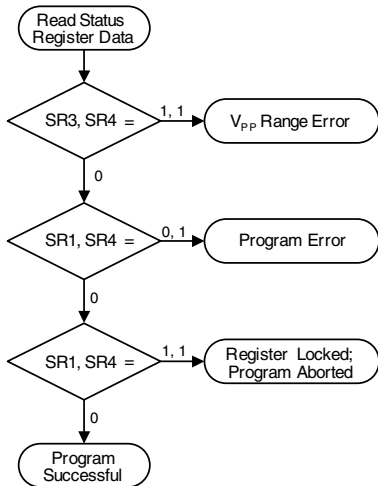 Read Status
Register Data
SR3, SR4 =
1, 1
V_PP Range Error
0
SR1, SR4 =
0, 1
Program Error
0
SR1, SR4 =
1, 1
Register Locked;
Program Aborted
0
Program
Successful